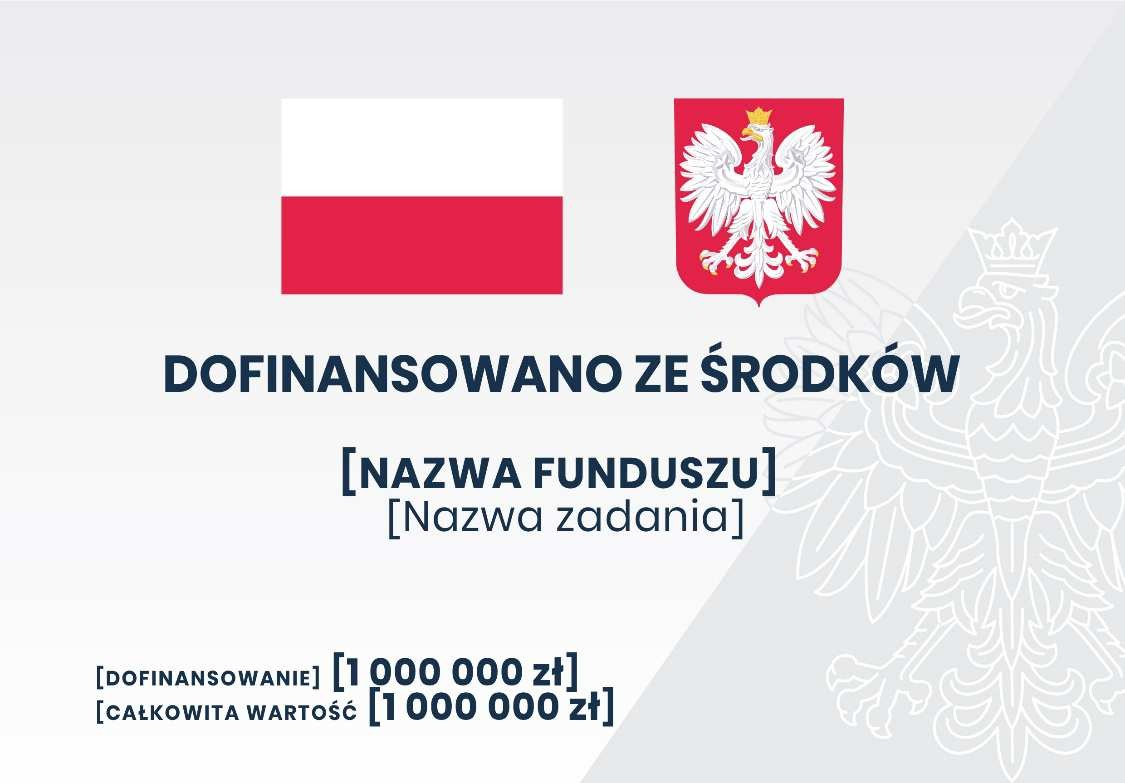 DOFINANSOWANO ZE ŚRODKÓW
[NAZWA FUNDUSZU]
[Nazwa zadania]
[DOFINANSOWANIE] [1 000 000 zł]
[CAŁKOWITA WARTOŚĆ [1 000 000 zł]